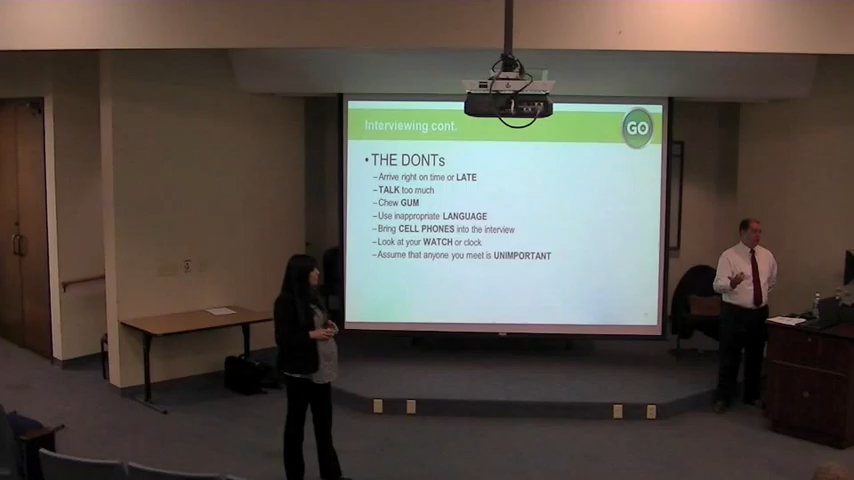 Interviewing cont.
GO
• THE DONTs
– Arrive right on time or LATE
– TALK too much
– Chew GUM
– Use inappropriate LANGUAGE
– Bring CELL PHONES into the interview
– Look at your WATCH or clock
– Assume that anyone you meet is UNIMPORTANT